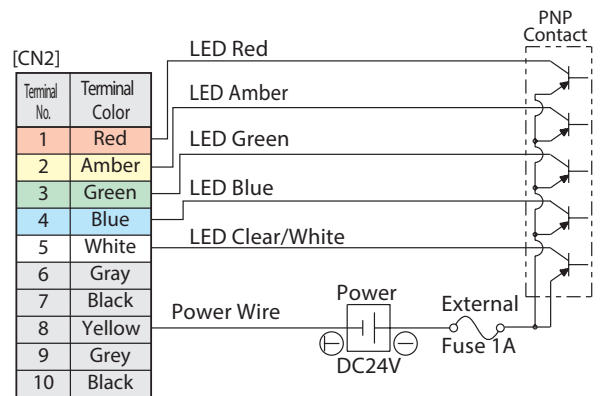 PNP
Contact
[CN2]
LED Red
Terminal No.
Terminal Color
LED Amber
1 Red
LED Green
2 Amber
3 Green
LED Blue
4 Blue
LED Clear/White
5 White
6 Gray
7 Black
Power
External
Power Wire
8 Yellow
Fuse 1A
9 Grey
DC24V
10 Black